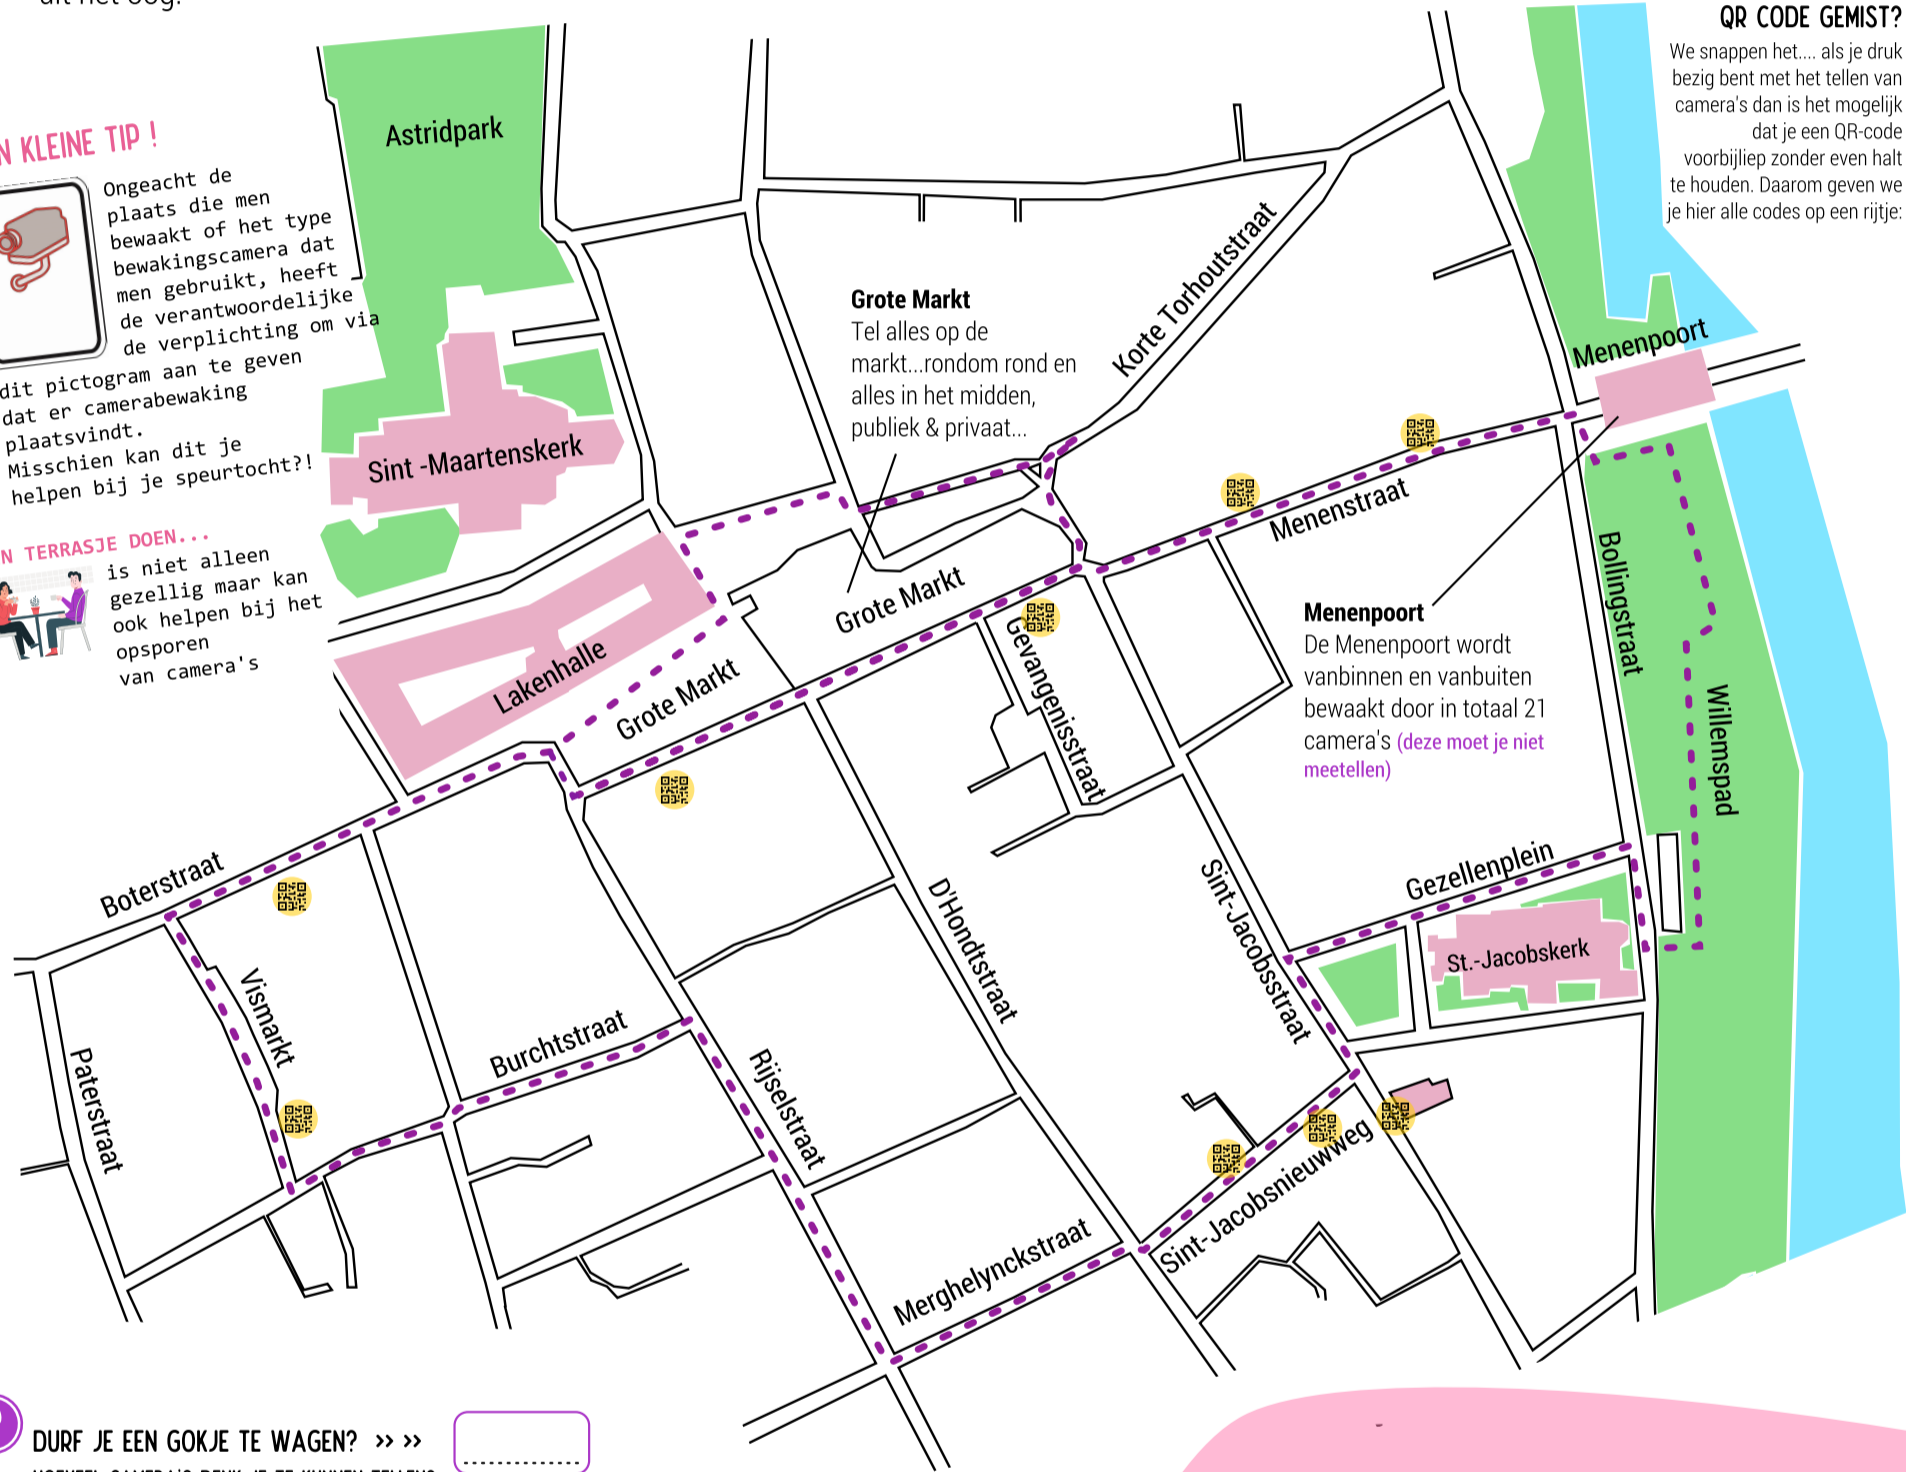 uit het oog.
N KLEINE TIP !
Ongeacht de
plaats die men
bewaakt of het type
bewakingscamera dat
men gebruikt, heeft
de verantwoordelijke
de verplichting om via
dit pictogram aan te geven
dat er camerabewaking
plaatsvindt.
Misschien kan dit je
helpen bij je speurtocht?!
N TERRASJE DOEN...
is niet alleen
gezellig maar kan
ook helpen bij het
opsporen
van camera's
QR CODE GEMIST?
We snappen het.... als je druk
bezig bent met het tellen van
camera's dan is het mogelijk
dat je een QR-code
voorbijliep zonder even halt
te houden. Daarom geven we
je hier alle codes op een rijtje:
Astridpark
Sint -Maartenskerk
Grote Markt
Tel alles op de
markt...rondom rond en
alles in het midden,
publiek & privaat...
Korte Torhoutstraat
Menenpoort
Menenstraat
Bollingstraat
Willemspad
Menenpoort
De Menenpoort wordt
vanbinnen en vanbuiten
bewaakt door in totaal 21
camera's (deze moet je niet
meetellen)
Grote Markt
Lakenhalle
Grote Markt
Gevangenisstraat
Boterstraat
Vismarkt
Paterstraat
Burchtstraat
Rijselstraat
D'Hondtstraat
Sint-Jacobsstraat
Gezellenplein
St.-Jacobskerk
Sint-Jacobsnieuwweg
Merghelynckstraat
DURF JE EEN GOKJE TE WAGEN? >> >>